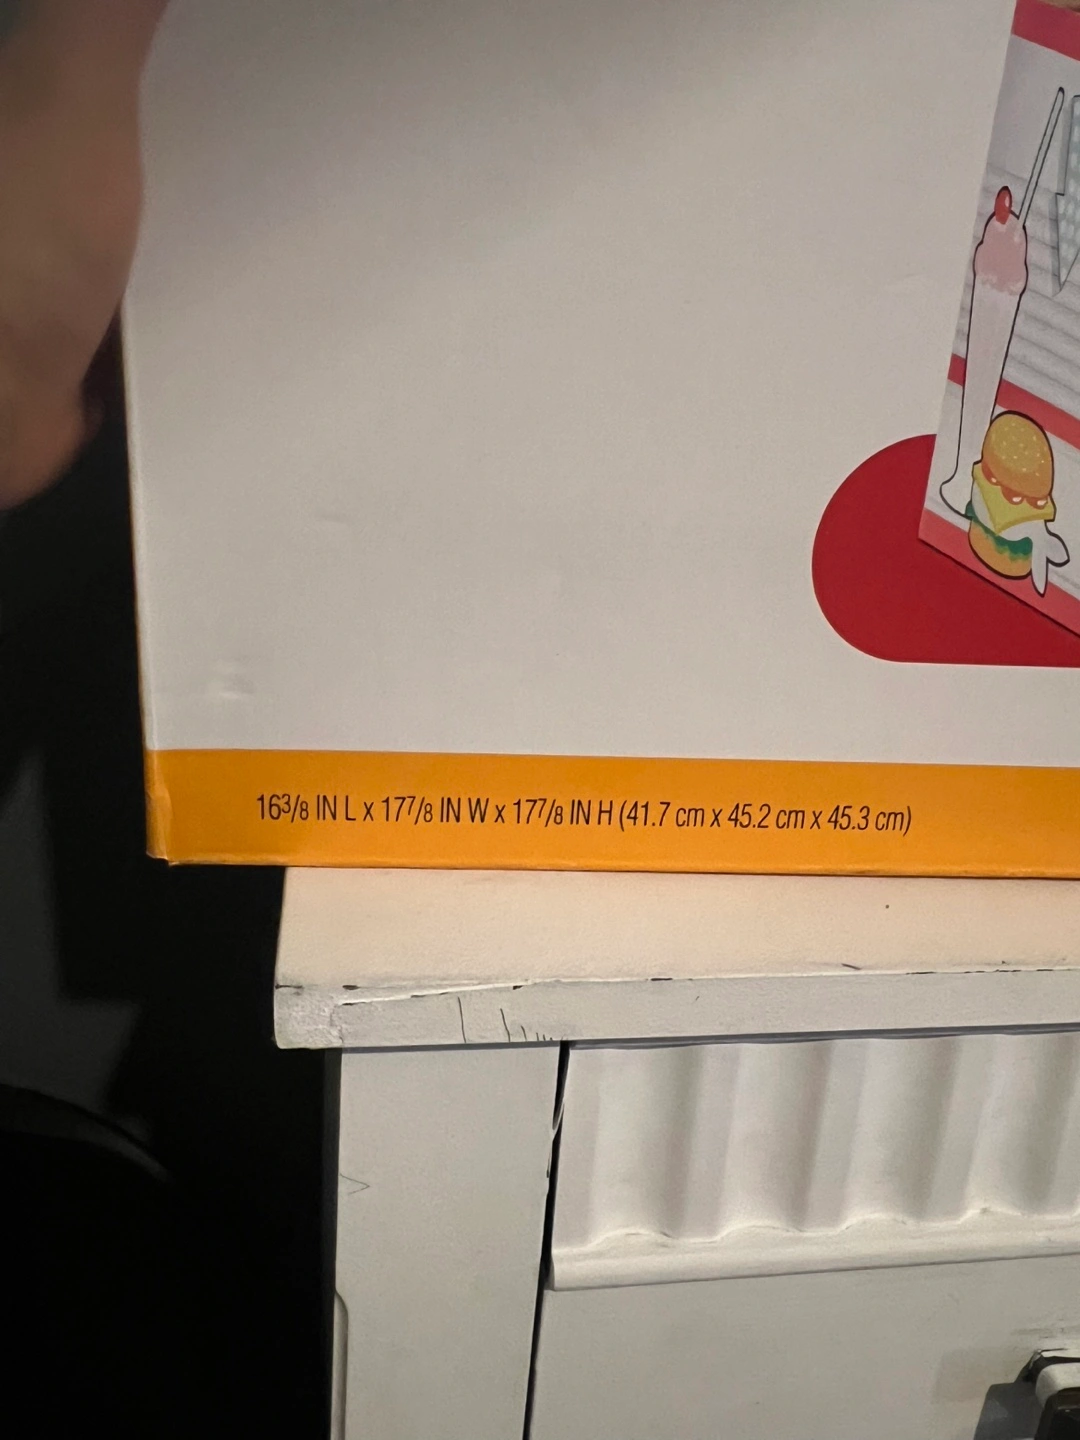 163/8 IN L x 177/8 IN W x 177/8 IN H (41.7 cm x 45.2 cm x 45.3 cm)